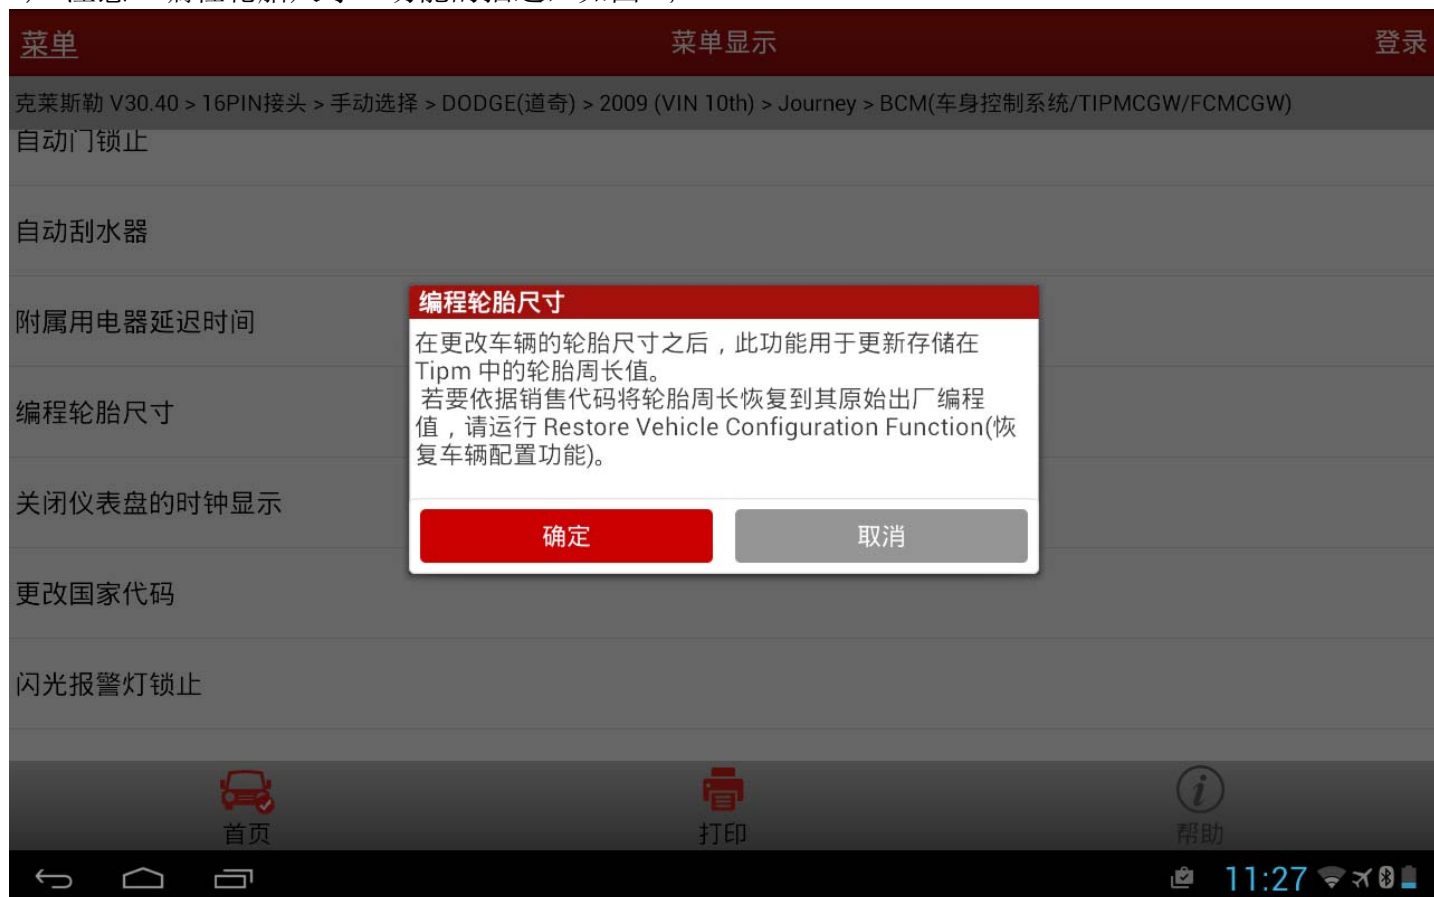 菜单
菜单显示
登录
克莱斯勒 V30.40 > 16PIN接头 > 手动选择 > DODGE(道奇) > 2009 (VIN 10th) > Journey > BCM(车身控制系统/TIPMCGW/FCMCGW)
自动门锁止
自动刮水器
附属用电器延迟时间
编程轮胎尺寸
关闭仪表盘的时钟显示
更改国家代码
闪光报警灯锁止
编程轮胎尺寸
在更改车辆的轮胎尺寸之后，此功能用于更新存储在
Tipm 中的轮胎周长值。
若要依据销售代码将轮胎周长恢复到其原始出厂编程
值，请运行 Restore Vehicle Configuration Function(恢
复车辆配置功能)。
确定
取消
首页
打印
帮助
11:27